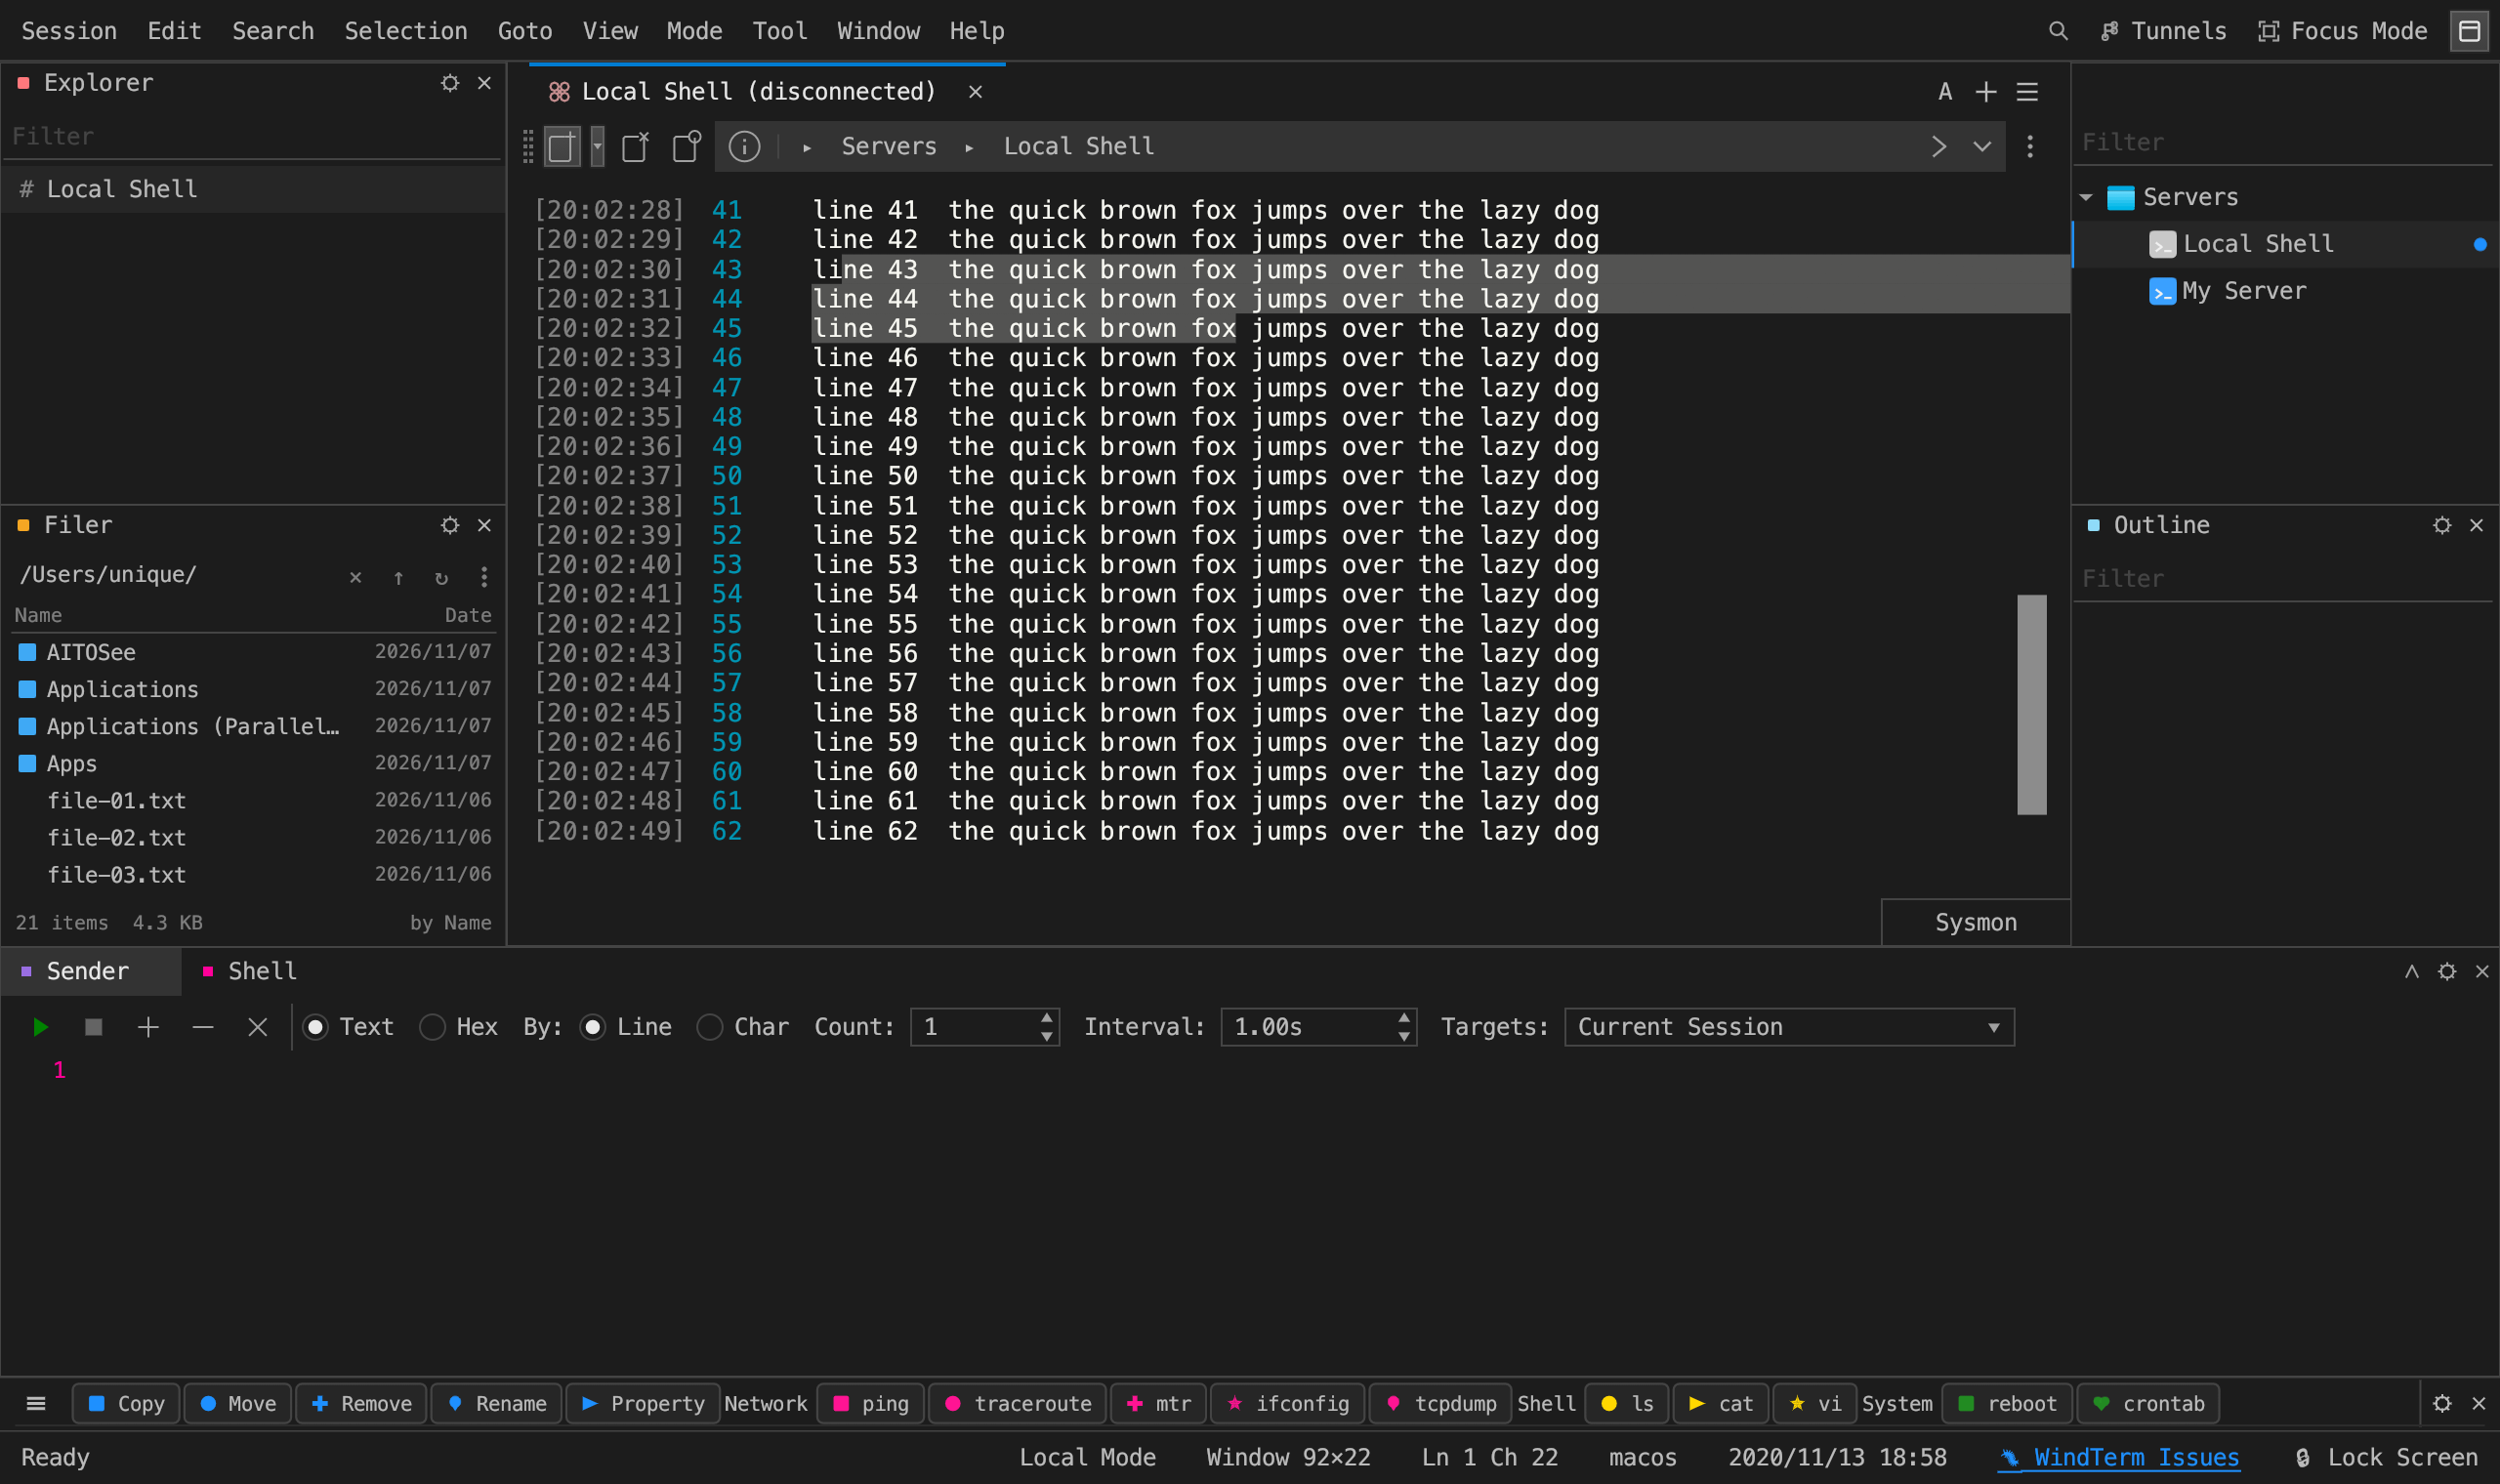 Session Edit Search Selection Goto View Mode Tool Window Help Tunnels Focus Mode
Explorer
Filter
# Local Shell
Filer
/Users/unique/
Name Date
AITOSee 2026/11/07
Applications 2026/11/07
Applications (Parallel… 2026/11/07
Apps 2026/11/07
file-01.txt 2026/11/06
file-02.txt 2026/11/06
file-03.txt 2026/11/06
21 items 4.3 KB by Name
Local Shell (disconnected)
A
Servers Local Shell
[20:02:28] 41 line 41 the quick brown fox jumps over the lazy dog
[20:02:29] 42 line 42 the quick brown fox jumps over the lazy dog
[20:02:30] 43 line 43 the quick brown fox jumps over the lazy dog
[20:02:31] 44 line 44 the quick brown fox jumps over the lazy dog
[20:02:32] 45 line 45 the quick brown fox jumps over the lazy dog
[20:02:33] 46 line 46 the quick brown fox jumps over the lazy dog
[20:02:34] 47 line 47 the quick brown fox jumps over the lazy dog
[20:02:35] 48 line 48 the quick brown fox jumps over the lazy dog
[20:02:36] 49 line 49 the quick brown fox jumps over the lazy dog
[20:02:37] 50 line 50 the quick brown fox jumps over the lazy dog
[20:02:38] 51 line 51 the quick brown fox jumps over the lazy dog
[20:02:39] 52 line 52 the quick brown fox jumps over the lazy dog
[20:02:40] 53 line 53 the quick brown fox jumps over the lazy dog
[20:02:41] 54 line 54 the quick brown fox jumps over the lazy dog
[20:02:42] 55 line 55 the quick brown fox jumps over the lazy dog
[20:02:43] 56 line 56 the quick brown fox jumps over the lazy dog
[20:02:44] 57 line 57 the quick brown fox jumps over the lazy dog
[20:02:45] 58 line 58 the quick brown fox jumps over the lazy dog
[20:02:46] 59 line 59 the quick brown fox jumps over the lazy dog
[20:02:47] 60 line 60 the quick brown fox jumps over the lazy dog
[20:02:48] 61 line 61 the quick brown fox jumps over the lazy dog
[20:02:49] 62 line 62 the quick brown fox jumps over the lazy dog
Sysmon
Filter
Servers
Local Shell
My Server
Outline
Filter
Sender Shell
Text Hex By: Line Char Count: 1 Interval: 1.00s Targets: Current Session
1
Copy Move Remove Rename Property Network ping traceroute mtr ifconfig tcpdump Shell ls cat vi System reboot crontab
Ready Local Mode Window 92×22 Ln 1 Ch 22 macos 2020/11/13 18:58 WindTerm Issues Lock Screen